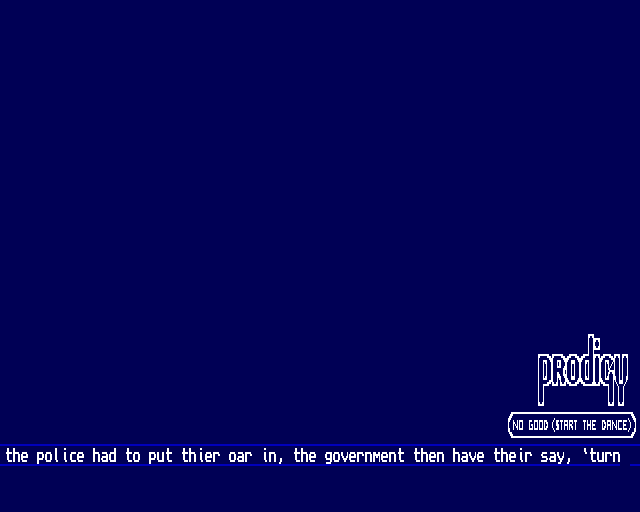 prodigy
NO GOOD (START THE DANCE)
the police had to put thier oar in, the government then have their say, 'turn